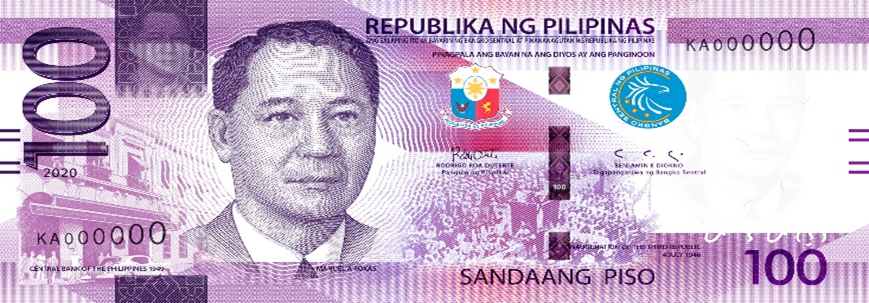 REPUBLIKA NG PILIPINAS
ANG SALAPING ITO AY BAYARIN NG BANGKO SENTRAL AT PINANANAGUTAN NG REPUBLIKA NG PILIPINAS
PINAGPALA ANG BAYAN NA ANG DIYOS AY ANG PANGINOON
KA000000
100
2020
BANGKO SENTRAL NG PILIPINAS
RODRIGO ROA DUTERTE
Pangulo ng Pilipinas
BENJAMIN E DIOKNO
Tagapangasiwa ng Bangko Sentral
100
KA000000
CENTRAL BANK OF THE PHILIPPINES 1949
MANUEL A ROXAS
INAUGURATION OF THE THIRD REPUBLIC
4 JULY 1946
SANDAANG PISO
100